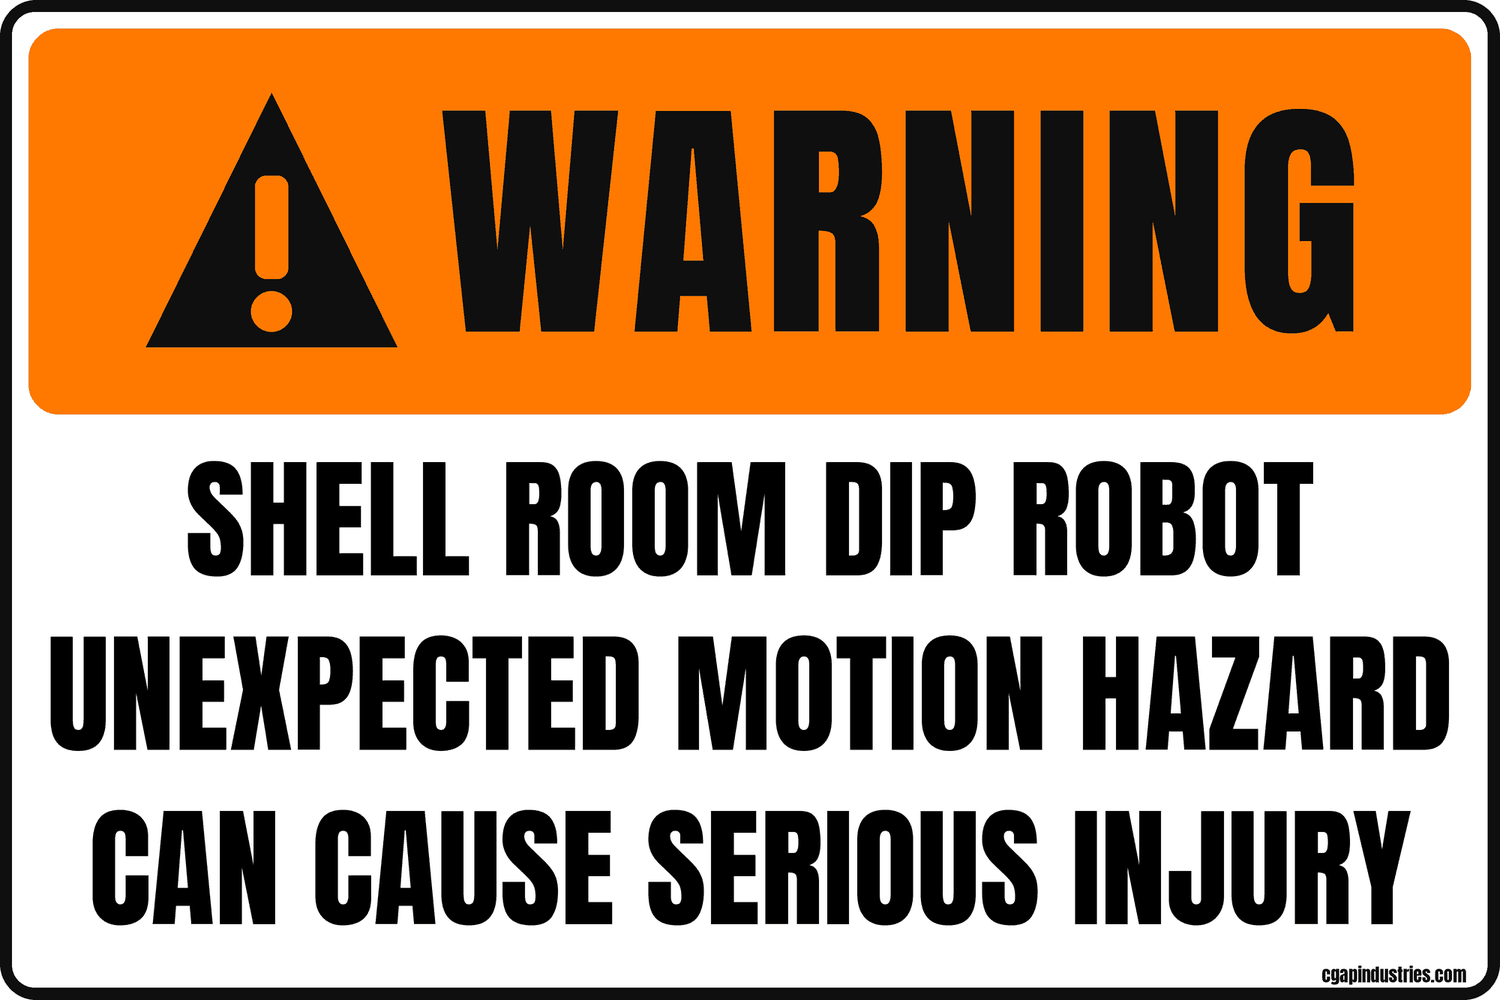 WARNING
SHELL ROOM DIP ROBOT
UNEXPECTED MOTION HAZARD
CAN CAUSE SERIOUS INJURY
cgapindustries.com